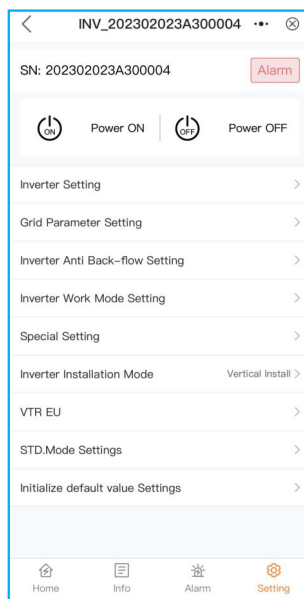 INV_202302023A300004
SN: 202302023A300004
Alarm
ON
Power ON
OFF
Power OFF
Inverter Setting
Grid Parameter Setting
Inverter Anti Back-flow Setting
Inverter Work Mode Setting
Special Setting
Inverter Installation Mode Vertical Install
VTR EU
STD.Mode Settings
Initialize default value Settings
Home Info Alarm Setting